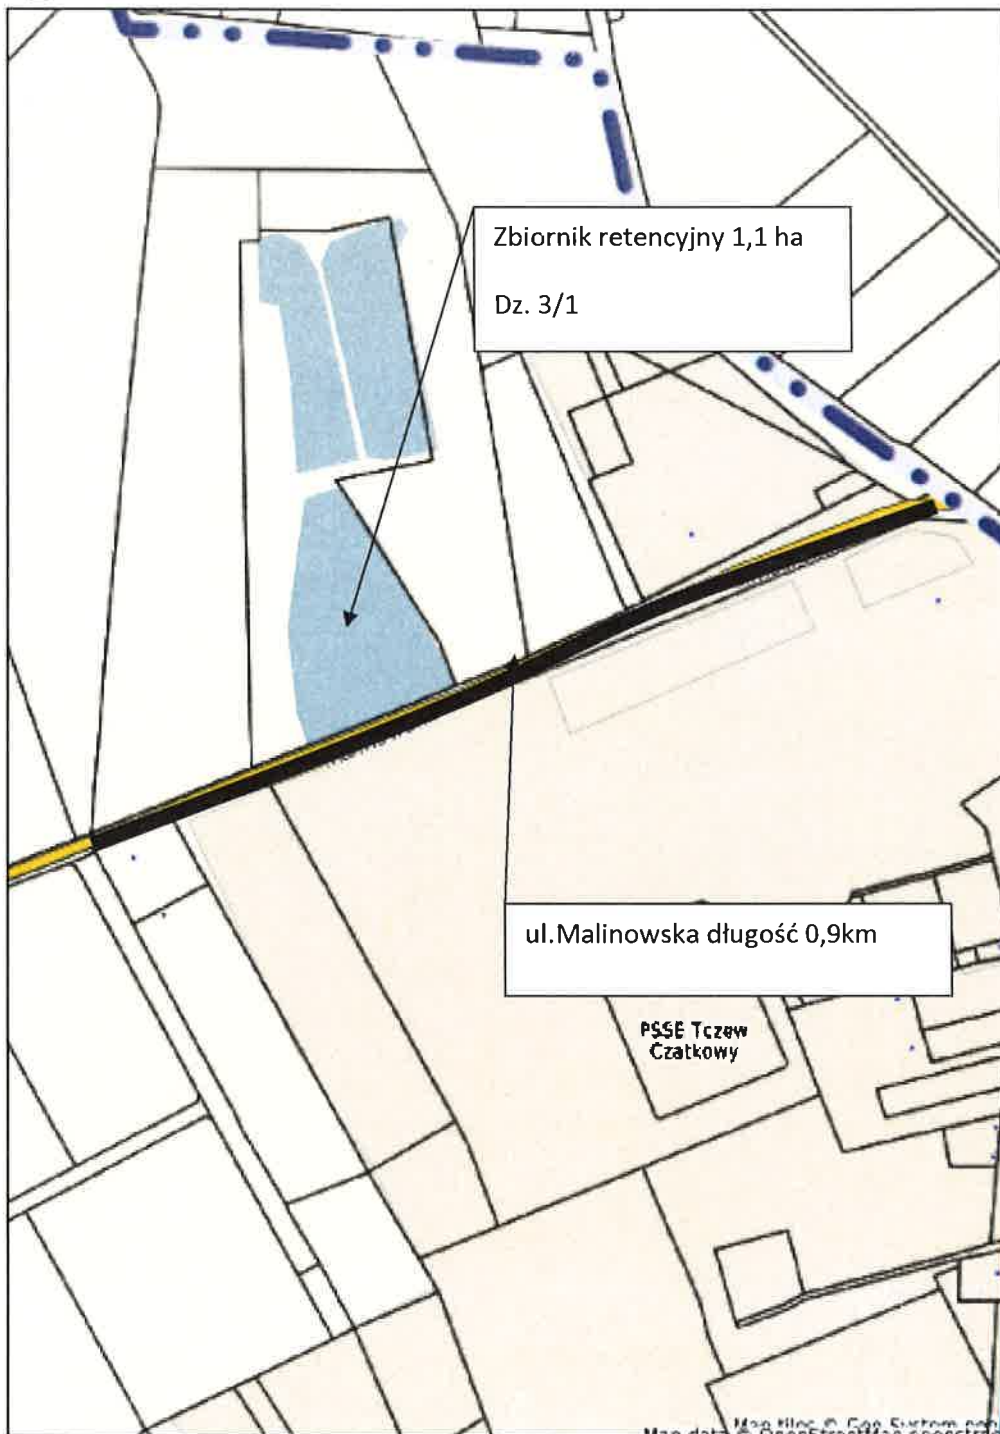 Zbiornik retencyjny 1,1 ha
Dz. 3/1
ul.Malinowska długość 0,9km
PSSE Tczew
Czatkowy